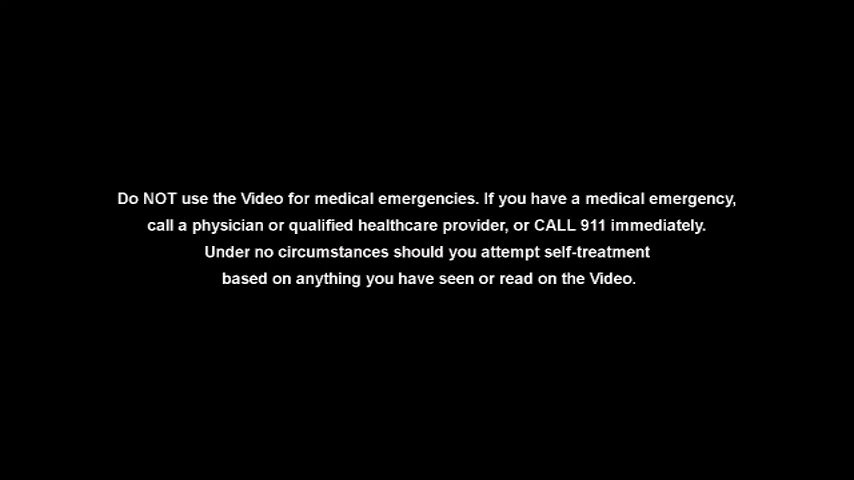 Do NOT use the Video for medical emergencies. If you have a medical emergency,
call a physician or qualified healthcare provider, or CALL 911 immediately.
Under no circumstances should you attempt self-treatment
based on anything you have seen or read on the Video.